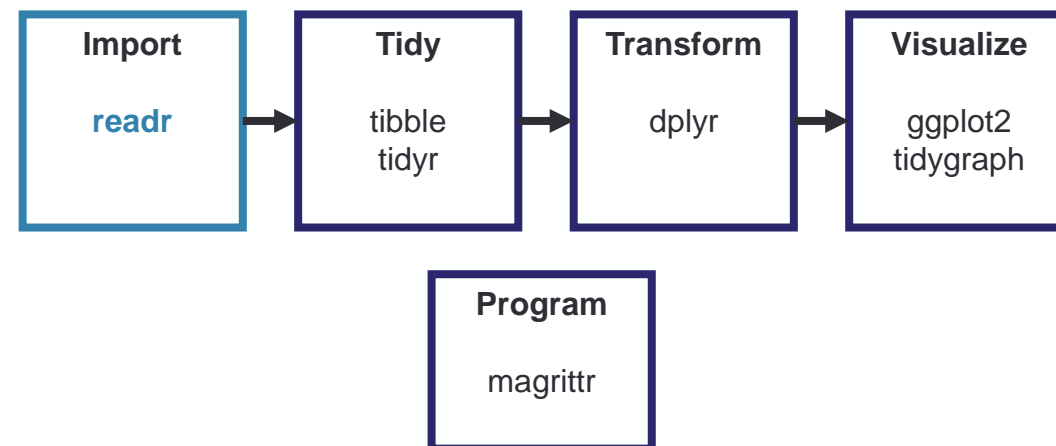 Import
readr
Tidy
tibble
tidyr
Transform
dplyr
Visualize
ggplot2
tidygraph
Program
magrittr